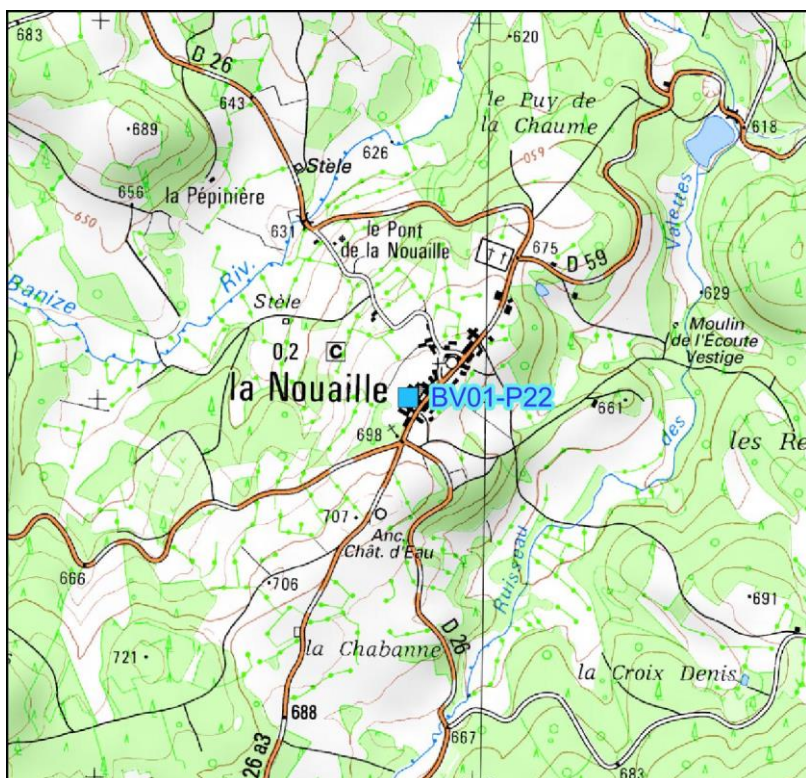 683
D 26
620
643
le Puy de
la Chaume
689
Stèle
626
618
656
la Pépinière
059
Valettes
650
631
le Pont
de la Nouaille
675
D 59
Banize
Riv.
629
Stèle
Moulin
de l'Écoute
Vestige
0,2
C
la Nouaille
BV01-P22
661
698
des
les Re
707
Anc.
Chât. d'Eau
Ruisseau
666
706
691
721
la Chabanne
D 26
la Croix Denis
688
667
26 a3
683